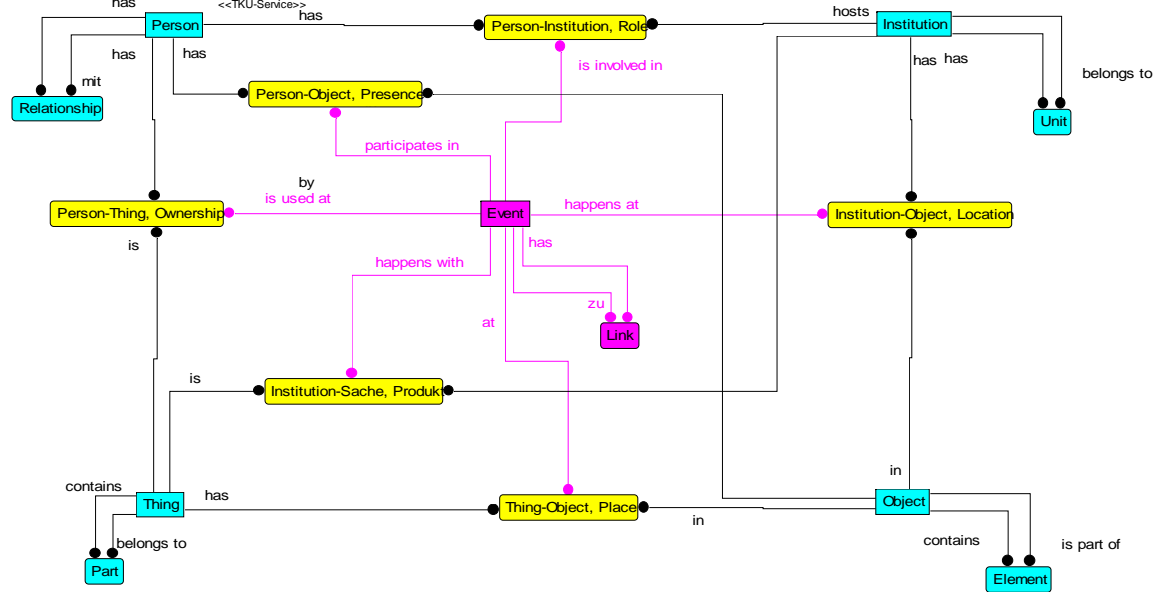 has
<<TKU-Service>>
Person
has
Person-Institution, Role
hosts
Institution
has
has
has
has
is involved in
mit
belongs to
Person-Object, Presence
Relationship
Unit
participates in
by
is used at
Person-Thing, Ownership
Event
happens at
Institution-Object, Location
is
has
happens with
zu
at
Link
is
Institution-Sache, Produkt
contains
has
in
Thing
Thing-Object, Place
Object
in
belongs to
contains
is part of
Part
Element